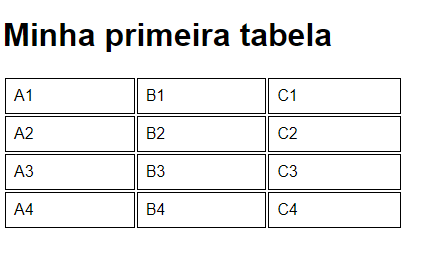 Minha primeira tabela
A1 B1 C1
A2 B2 C2
A3 B3 C3
A4 B4 C4